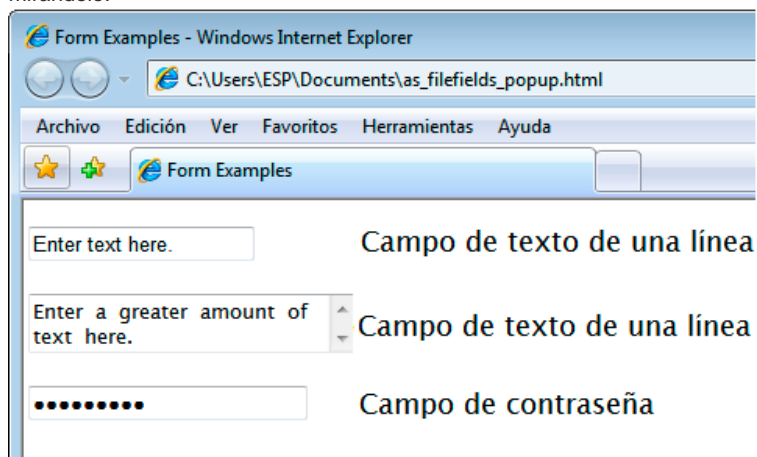 Form Examples - Windows Internet Explorer
C:\Users\ESP\Documents\as_filefields_popup.html
Archivo Edición Ver Favoritos Herramientas Ayuda
Form Examples
Enter text here. Campo de texto de una línea
Enter a greater amount of text here. Campo de texto de una línea
••••••••• Campo de contraseña